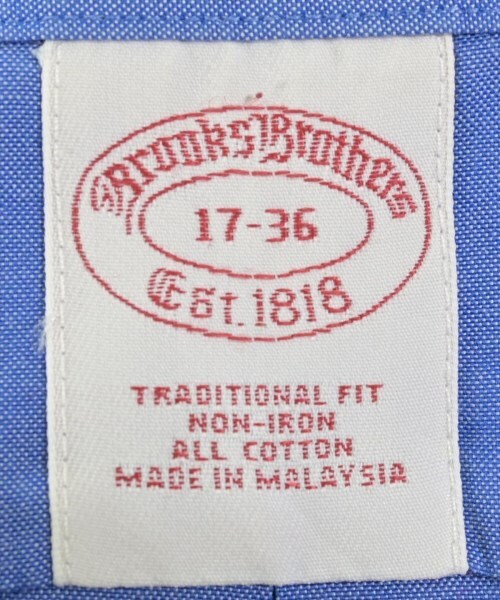 Brooks Brothers
17-36
Est. 1818
TRADITIONAL FIT
NON-IRON
ALL COTTON
MADE IN MALAYSIA